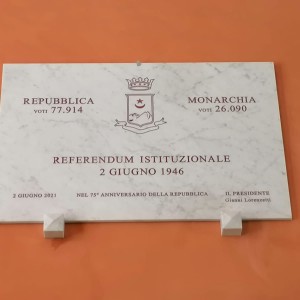 REPUBBLICA
VOTI 77.914
MONARCHIA
VOTI 26.090
REFERENDUM ISTITUZIONALE
2 GIUGNO 1946
2 GIUGNO 2021
NEL 75° ANNIVERSARIO DELLA REPUBBLICA
IL PRESIDENTE
Gianni